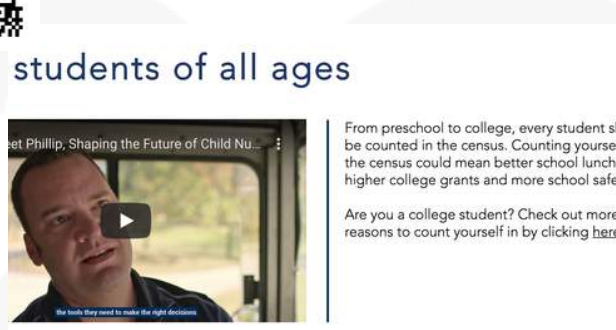 students of all ages
eet Phillip, Shaping the Future of Child Nu...
the tools they need to make the right decisions
From preschool to college, every student s
be counted in the census. Counting yourse
the census could mean better school lunch
higher college grants and more school safe
Are you a college student? Check out more
reasons to count yourself in by clicking here